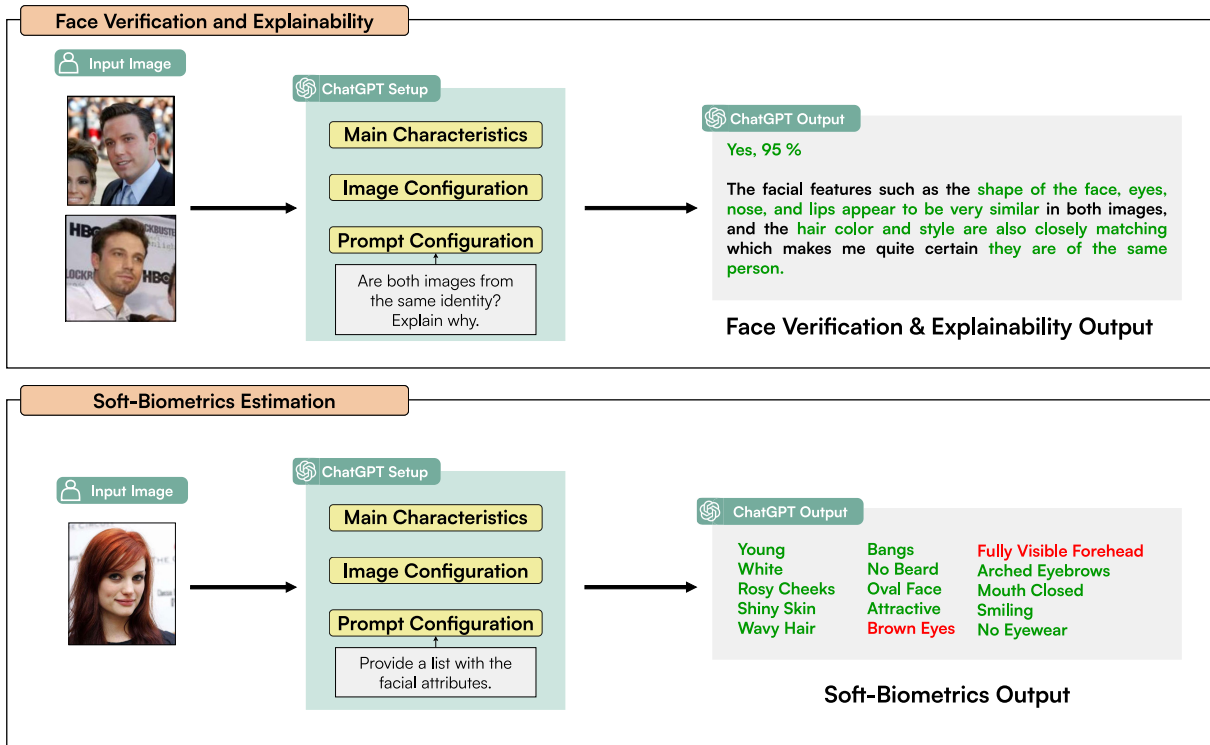 Face Verification and Explainability
Input Image
ChatGPT Setup
Main Characteristics
Image Configuration
Prompt Configuration
Are both images from
the same identity?
Explain why.
HBO
BLOCKBUSTER
HBO
ChatGPT Output
Yes, 95 %
The facial features such as the shape of the face, eyes,
nose, and lips appear to be very similar in both images,
and the hair color and style are also closely matching
which makes me quite certain they are of the same
person.
Face Verification & Explainability Output
Soft-Biometrics Estimation
Input Image
ChatGPT Setup
Main Characteristics
Image Configuration
Prompt Configuration
Provide a list with the
facial attributes.
ChatGPT Output
Young
White
Rosy Cheeks
Shiny Skin
Wavy Hair
Bangs
No Beard
Oval Face
Attractive
Brown Eyes
Fully Visible Forehead
Arched Eyebrows
Mouth Closed
Smiling
No Eyewear
Soft-Biometrics Output